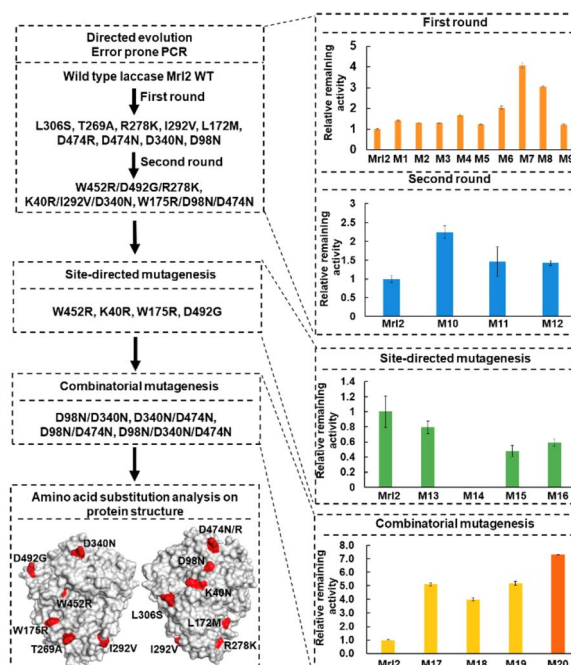 Directed evolution
Error prone PCR
Wild type laccase Mrl2 WT
First round
L306S, T269A, R278K, I292V, L172M,
D474R, D474N, D340N, D98N
Second round
W452R/D492G/R278K,
K40R/I292V/D340N, W175R/D98N/D474N
Site-directed mutagenesis
W452R, K40R, W175R, D492G
Combinatorial mutagenesis
D98N/D340N, D340N/D474N,
D98N/D474N, D98N/D340N/D474N
Amino acid substitution analysis on
protein structure
D340N
D492G
W452R
W175R
T269A
I292V
D474N/R
D98N
K40N
L306S
L172M
I292V
R278K
First round
Relative remaining
activity
5
4
3
2
1
0
Mrl2 M1 M2 M3 M4 M5 M6 M7 M8 M9
Second round
Relative remaining
activity
3
2.5
2
1.5
1
0.5
0
Mrl2 M10 M11 M12
Site-directed mutagenesis
Relative remaining
activity
1.4
1.2
1
0.8
0.6
0.4
0.2
0
Mrl2 M13 M14 M15 M16
Combinatorial mutagenesis
Relative remaining
activity
8.0
7.0
6.0
5.0
4.0
3.0
2.0
1.0
0.0
Mrl2 M17 M18 M19 M20